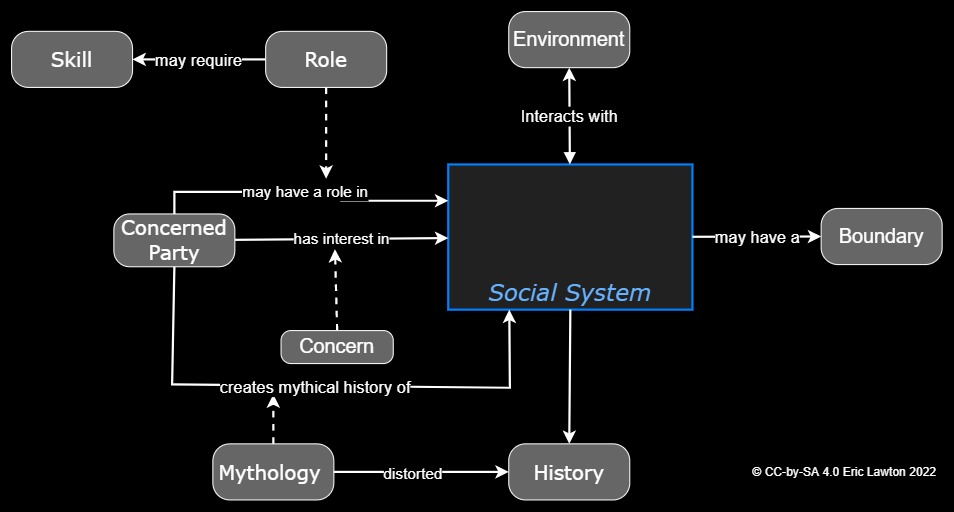 Environment
Skill
may require
Role
Interacts with
may have a role in
Concerned
Party
has interest in
may have a
Boundary
Social System
Concern
creates mythical history of
Mythology
distorted
History
© CC-by-SA 4.0 Eric Lawton 2022